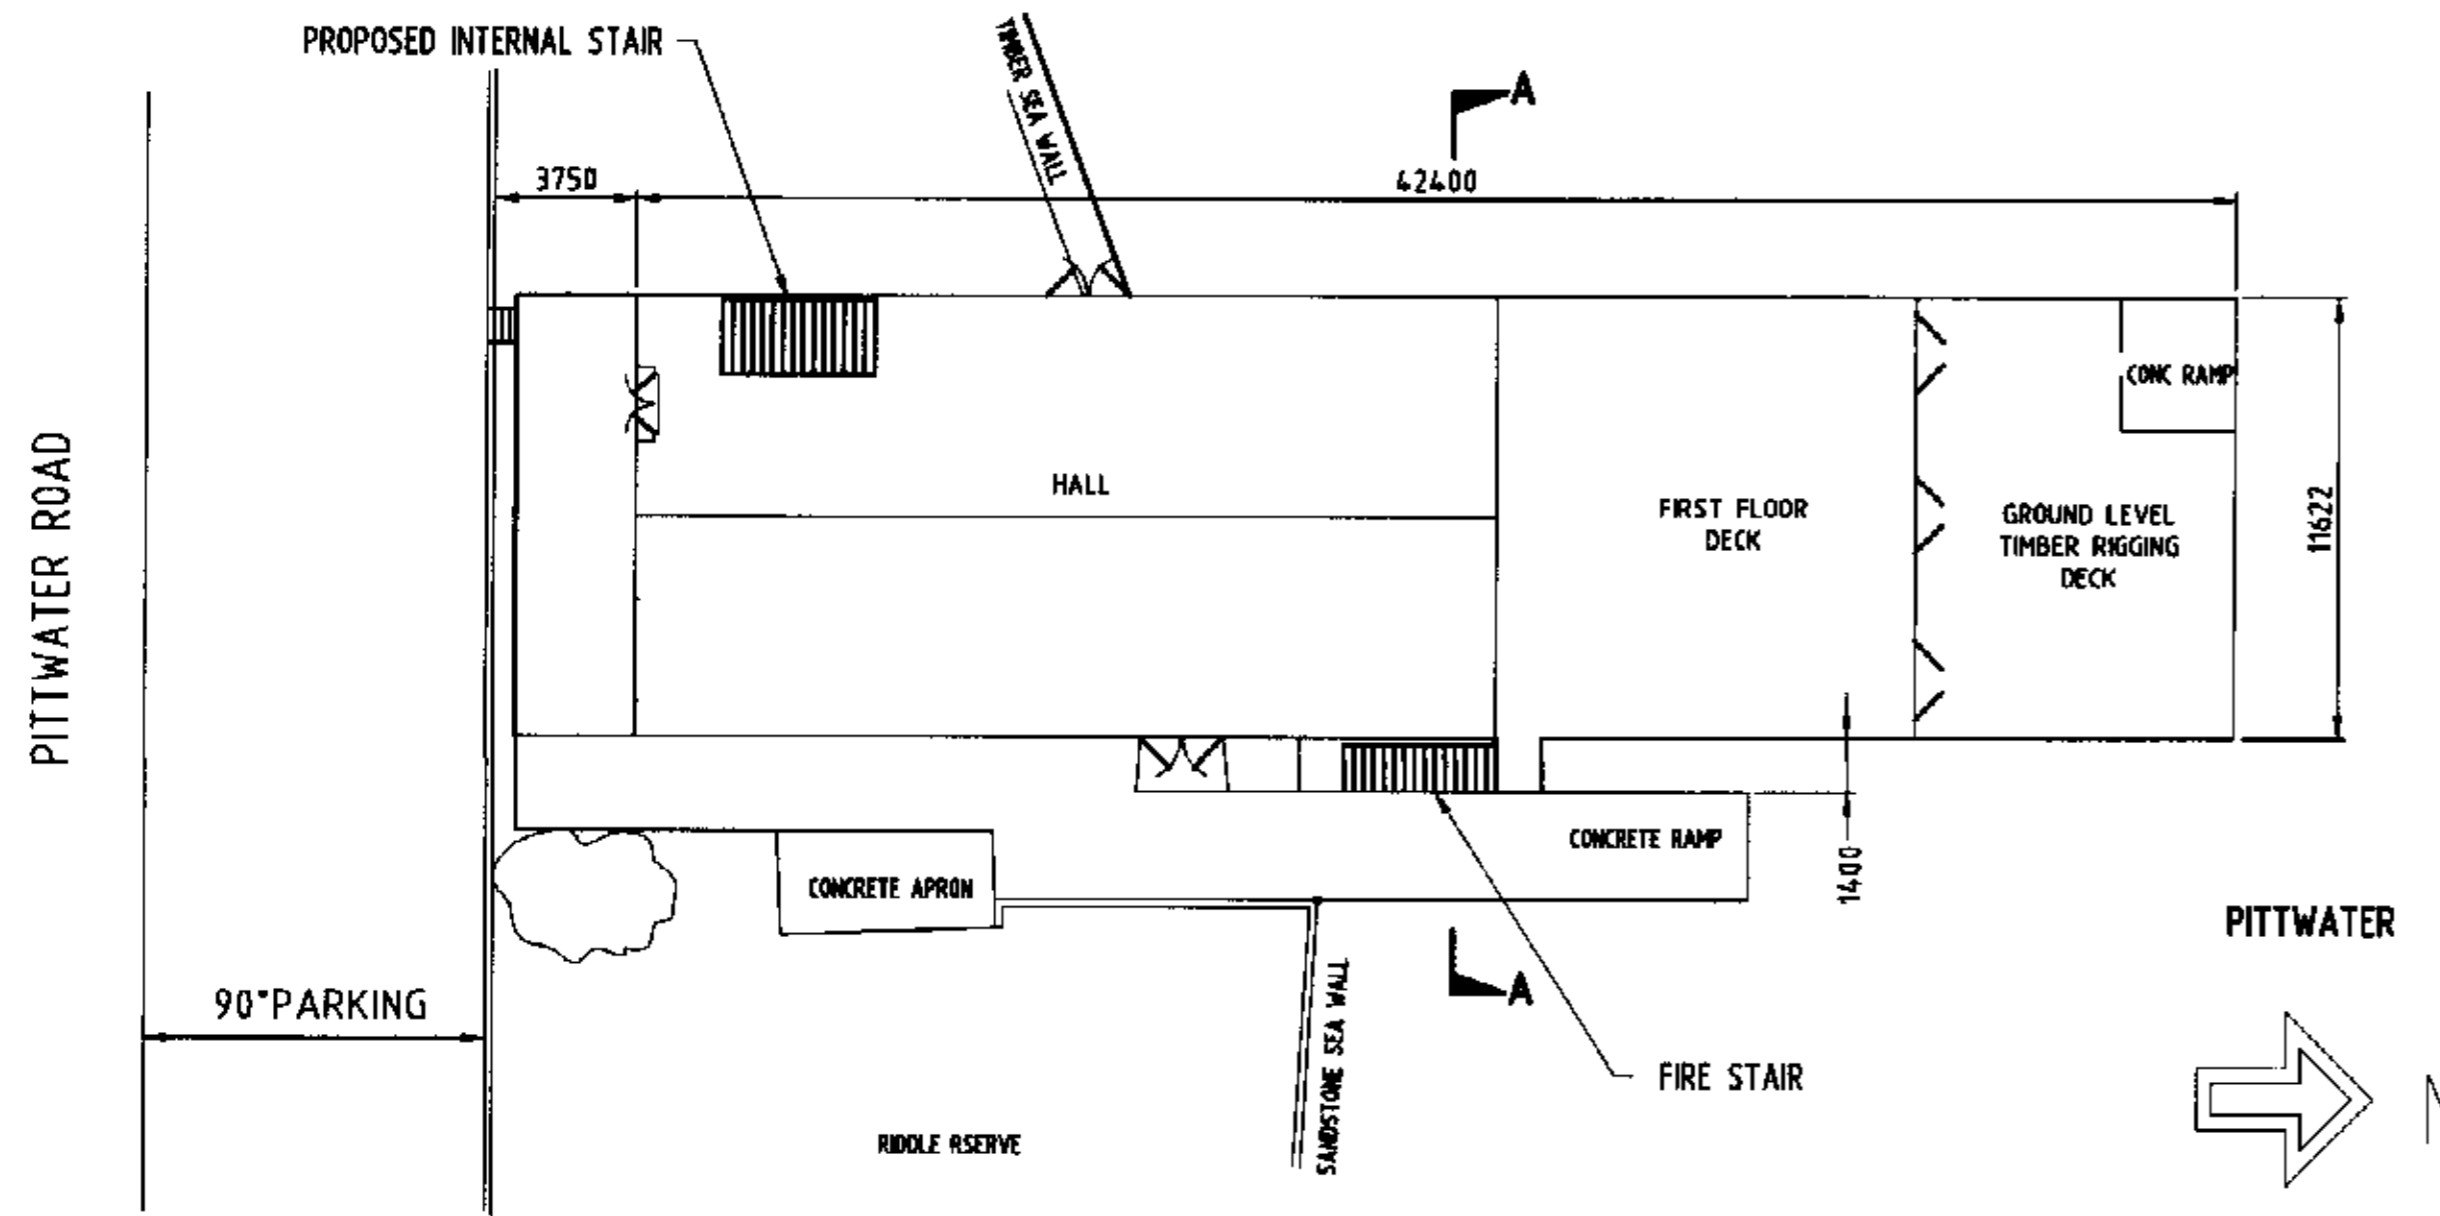 PROPOSED INTERNAL STAIR
TIMBER SEA WALL
A
3750
42400
CONC RAMP
PITTWATER ROAD
HALL
FIRST FLOOR
DECK
GROUND LEVEL
TIMBER RIGGING
DECK
11622
CONCRETE RAMP
1400
CONCRETE APRON
PITTWATER
90°PARKING
SANDSTONE SEA WALL
A
FIRE STAIR
RIDDLE RSERVE